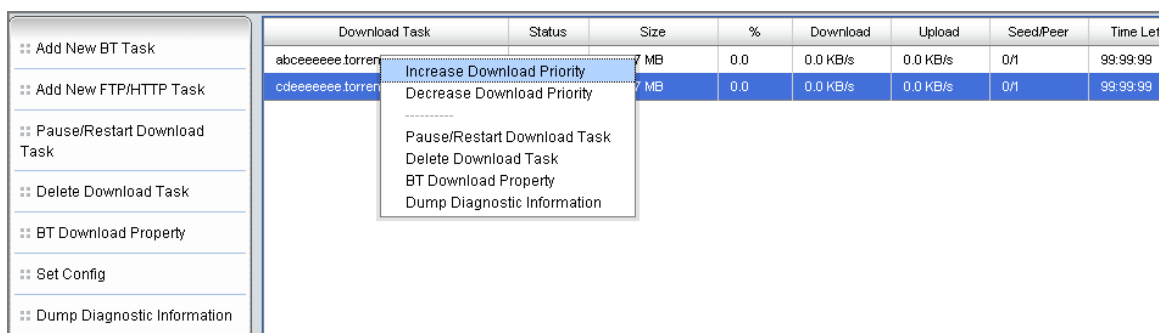 Add New BT Task
Add New FTP/HTTP Task
Pause/Restart Download
Task
Delete Download Task
BT Download Property
Set Config
Dump Diagnostic Information
Download Task Status Size % Download Upload Seed/Peer Time Lef
abceeeeee.torren 7 MB 0.0 0.0 KB/s 0.0 KB/s 0/1 99:99:99
cdeeeeeee.torren 7 MB 0.0 0.0 KB/s 0.0 KB/s 0/1 99:99:99
Increase Download Priority
Decrease Download Priority
----------
Pause/Restart Download Task
Delete Download Task
BT Download Property
Dump Diagnostic Information